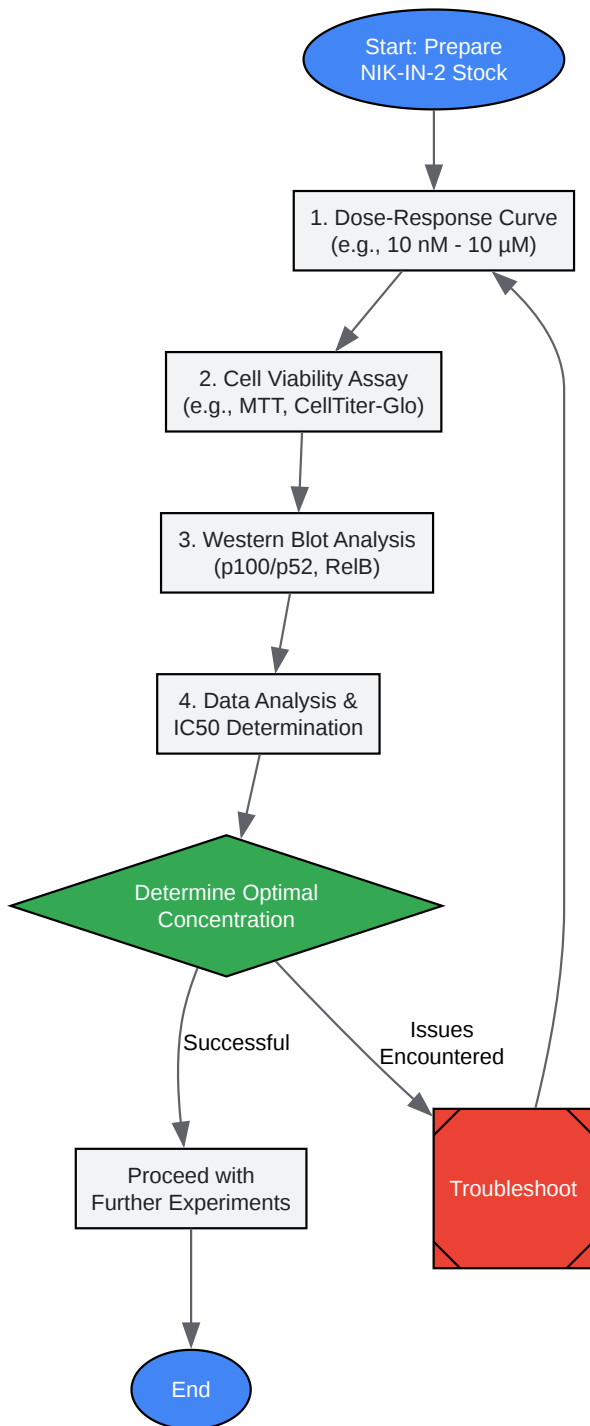 Start: Prepare
NIK-IN-2 Stock
1. Dose-Response Curve
(e.g., 10 nM - 10 µM)
2. Cell Viability Assay
(e.g., MTT, CellTiter-Glo)
3. Western Blot Analysis
(p100/p52, RelB)
4. Data Analysis &
IC50 Determination
Determine Optimal
Concentration
Successful
Issues
Encountered
Proceed with
Further Experiments
Troubleshoot
End